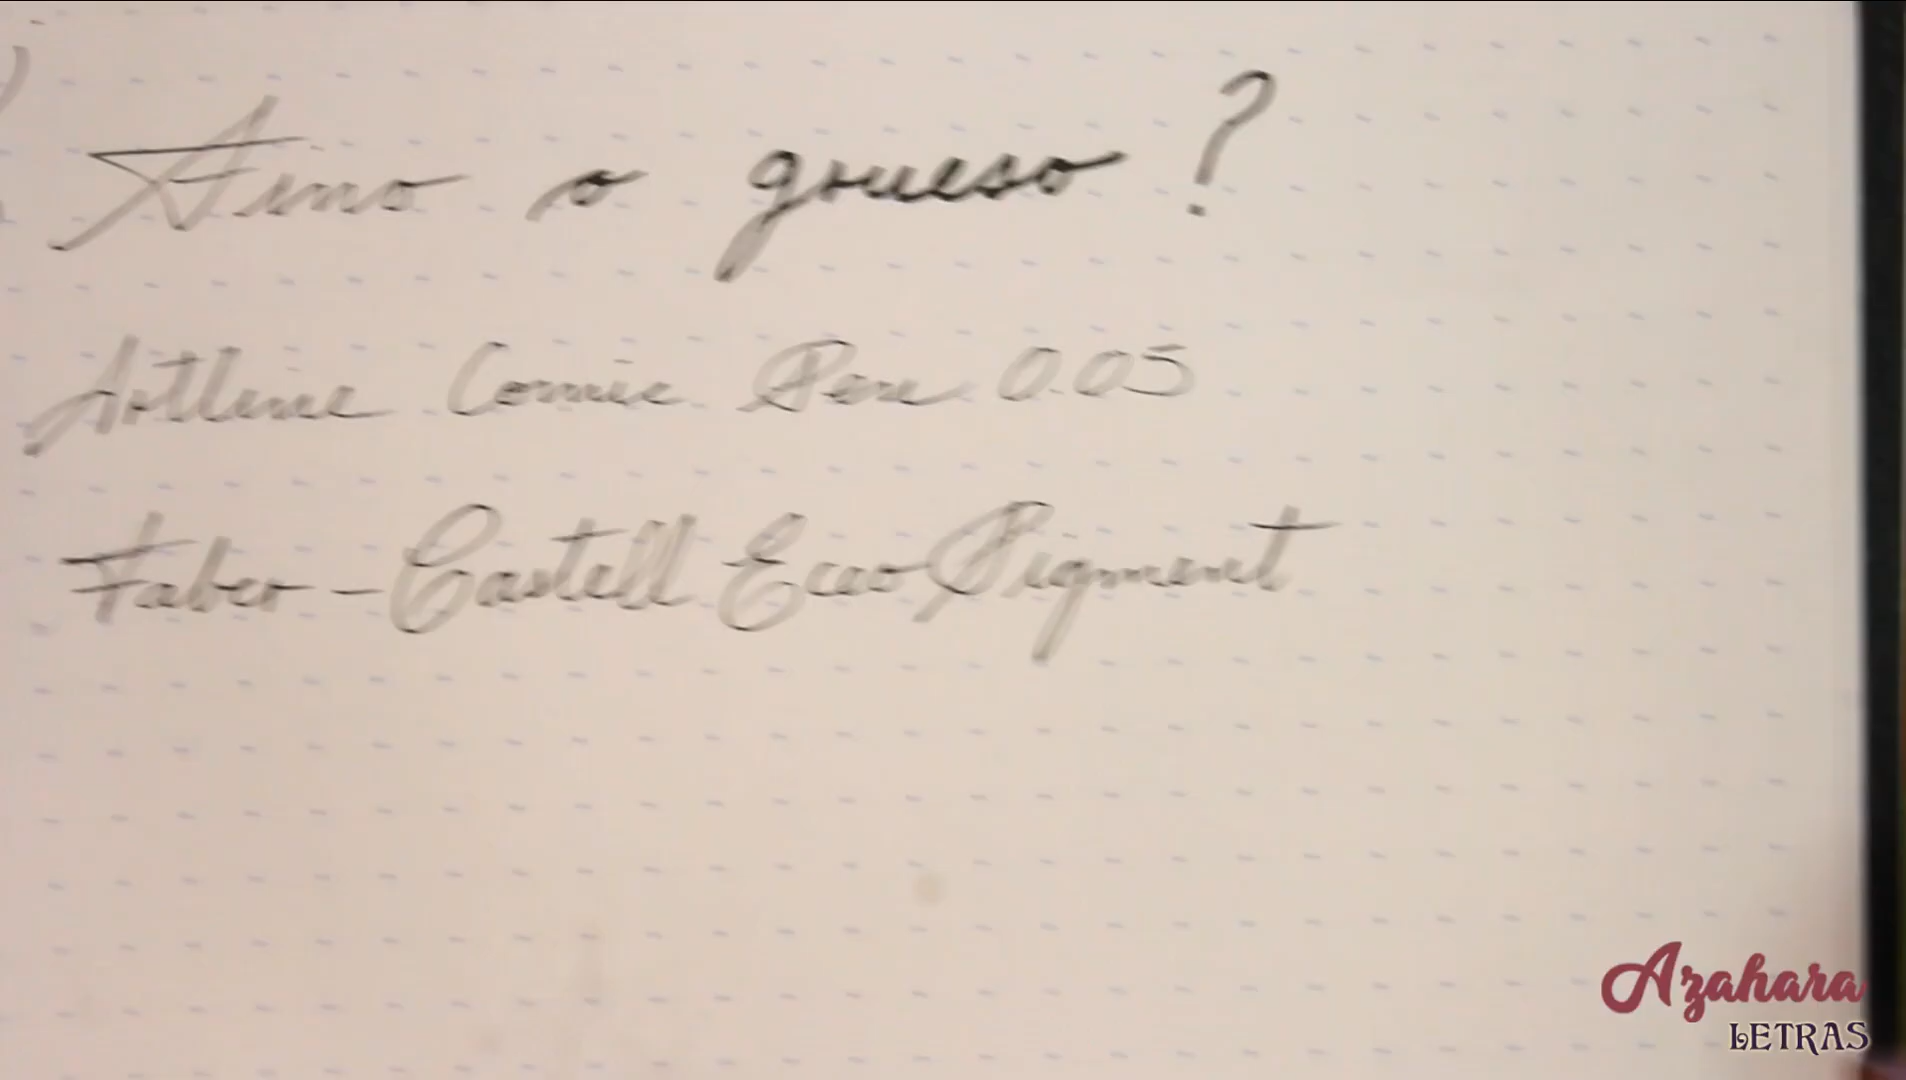 Fino o grueso ?
Artline Comic Pen 0.05
Faber-Castell Ecco Pigment
Azahara
LETRAS